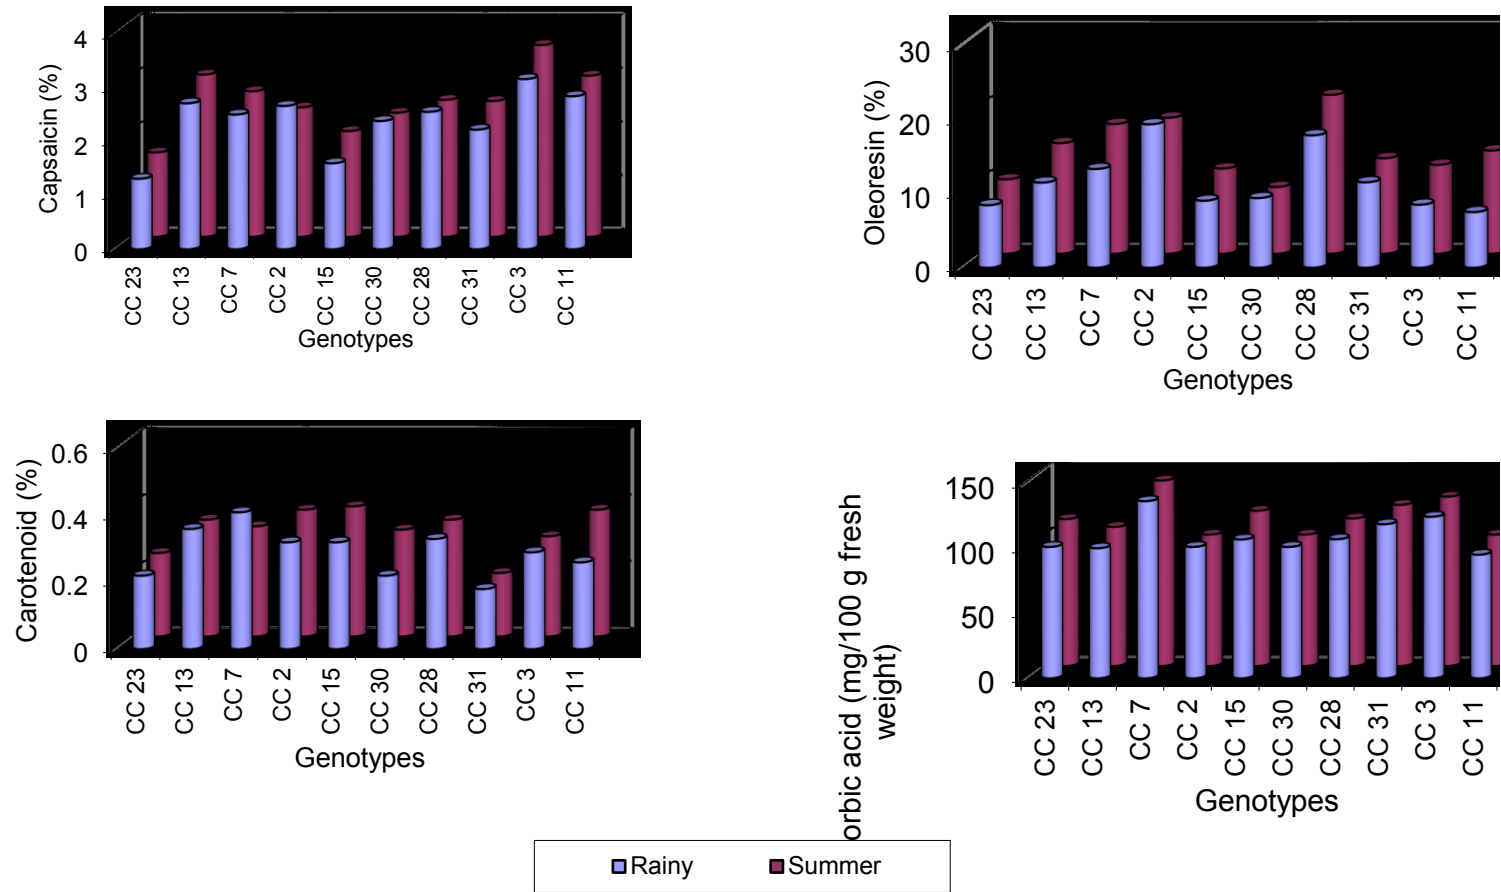 Capsaicin (%)
4
3
2
1
0
CC 23
CC 13
CC 7
CC 2
CC 15
CC 30
CC 28
CC 31
CC 3
CC 11
Genotypes
Oleoresin (%)
30
20
10
0
CC 23
CC 13
CC 7
CC 2
CC 15
CC 30
CC 28
CC 31
CC 3
CC 11
Genotypes
Carotenoid (%)
0.6
0.4
0.2
0
CC 23
CC 13
CC 7
CC 2
CC 15
CC 30
CC 28
CC 31
CC 3
CC 11
Genotypes
orbic acid (mg/100 g fresh
weight)
150
100
50
0
CC 23
CC 13
CC 7
CC 2
CC 15
CC 30
CC 28
CC 31
CC 3
CC 11
Genotypes
Rainy
Summer